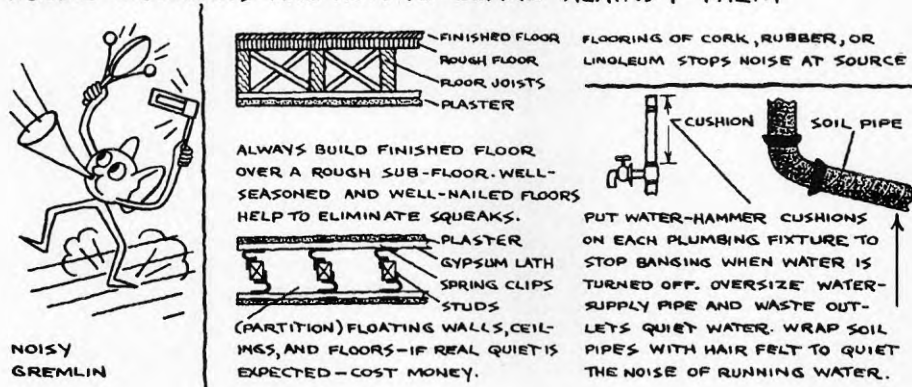 NOISY
GREMLIN
FINISHED FLOOR
ROUGH FLOOR
FLOOR JOISTS
PLASTER
ALWAYS BUILD FINISHED FLOOR
OVER A ROUGH SUB-FLOOR. WELL-
SEASONED AND WELL-NAILED FLOORS
HELP TO ELIMINATE SQUEAKS.
PLASTER
GYPSUM LATH
SPRING CLIPS
STUDS
(PARTITION) FLOATING WALLS, CEIL-
INGS, AND FLOORS—IF REAL QUIET IS
EXPECTED—COST MONEY.
FLOORING OF CORK, RUBBER, OR
LINOLEUM STOPS NOISE AT SOURCE
CUSHION
SOIL PIPE
PUT WATER-HAMMER CUSHIONS
ON EACH PLUMBING FIXTURE TO
STOP BANGING WHEN WATER IS
TURNED OFF. OVERSIZE WATER-
SUPPLY PIPE AND WASTE OUT-
LETS QUIET WATER. WRAP SOIL
PIPES WITH HAIR FELT TO QUIET
THE NOISE OF RUNNING WATER.